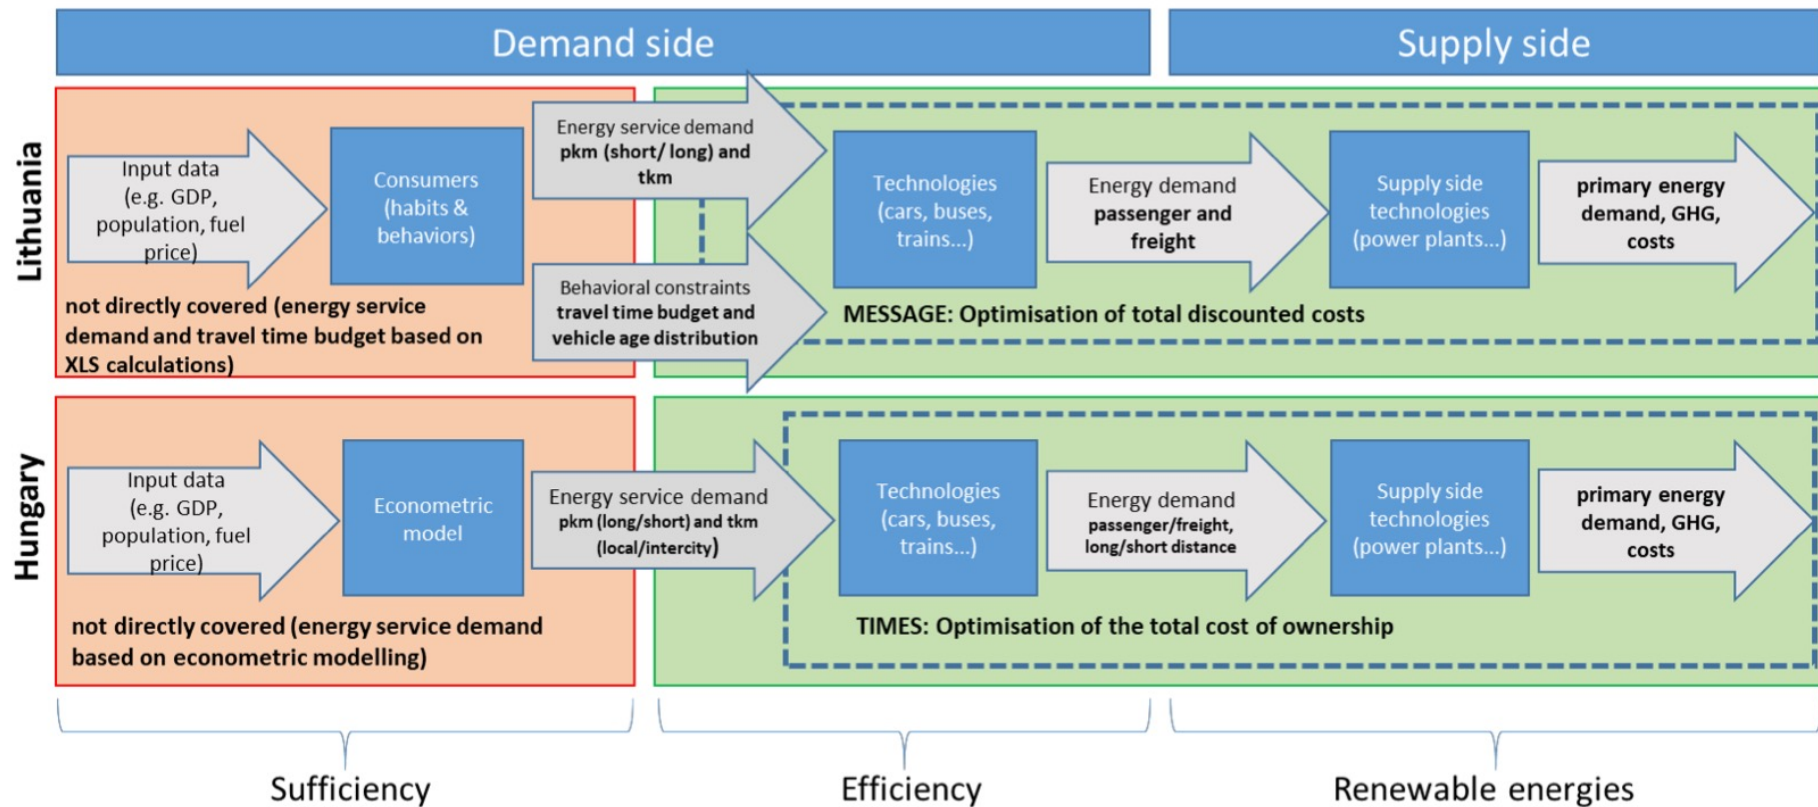 Demand side
Supply side
Lithuania
Input data
(e.g. GDP,
population, fuel
price)
Consumers
(habits &
behaviors)
Energy service demand
pkm (short/ long) and
tkm
Behavioral constraints
travel time budget and
vehicle age distribution
Technologies
(cars, buses,
trains...)
Energy demand
passenger and
freight
Supply side
technologies
(power plants...)
primary energy
demand, GHG,
costs
not directly covered (energy service
demand and travel time budget based on
XLS calculations)
MESSAGE: Optimisation of total discounted costs
Hungary
Input data
(e.g. GDP,
population, fuel
price)
Econometric
model
Energy service demand
pkm (long/short) and tkm
(local/intercity)
Technologies
(cars, buses,
trains...)
Energy demand
passenger/freight,
long/short distance
Supply side
technologies
(power plants...)
primary energy
demand, GHG,
costs
not directly covered (energy service demand
based on econometric modelling)
TIMES: Optimisation of the total cost of ownership
Sufficiency
Efficiency
Renewable energies